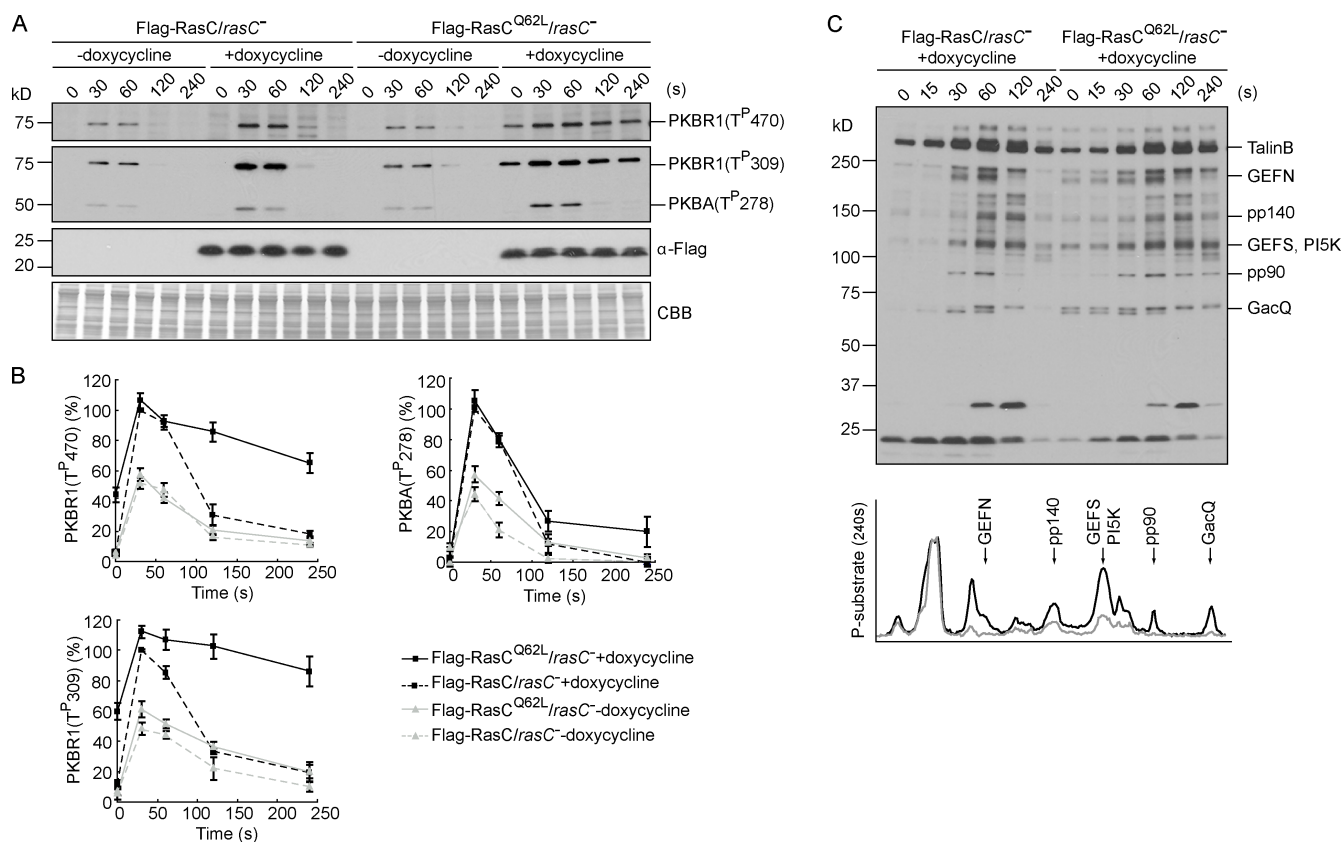 A
Flag-RasC/rasC⁻ Flag-RasC^Q62L/rasC⁻
-doxycycline +doxycycline -doxycycline +doxycycline
kD 0 30 60 120 240 0 30 60 120 240 0 30 60 120 240 0 30 60 120 240 (s)
75 PKBR1(T^P470)
75 PKBR1(T^P309)
50 PKBA(T^P278)
25 α-Flag
20
CBB
B
PKBR1(T^P470) (%)
120
100
80
60
40
20
0
0 50 100 150 200 250
Time (s)
PKBA(T^P278) (%)
120
100
80
60
40
20
0
0 50 100 150 200 250
Time (s)
PKBR1(T^P309) (%)
120
100
80
60
40
20
0
0 50 100 150 200 250
Time (s)
Flag-RasC^Q62L/rasC⁻+doxycycline
Flag-RasC/rasC⁻+doxycycline
Flag-RasC^Q62L/rasC⁻-doxycycline
Flag-RasC/rasC⁻-doxycycline
C
Flag-RasC/rasC⁻ Flag-RasC^Q62L/rasC⁻
+doxycycline +doxycycline
0 15 30 60 120 240 0 15 30 60 120 240 (s)
kD
TalinB
250
GEFN
150 pp140
GEFS, PI5K
100
pp90
75
GacQ
50
37
25
P-substrate (240s)
GEFN
pp140
GEFS
PI5K
pp90
GacQ